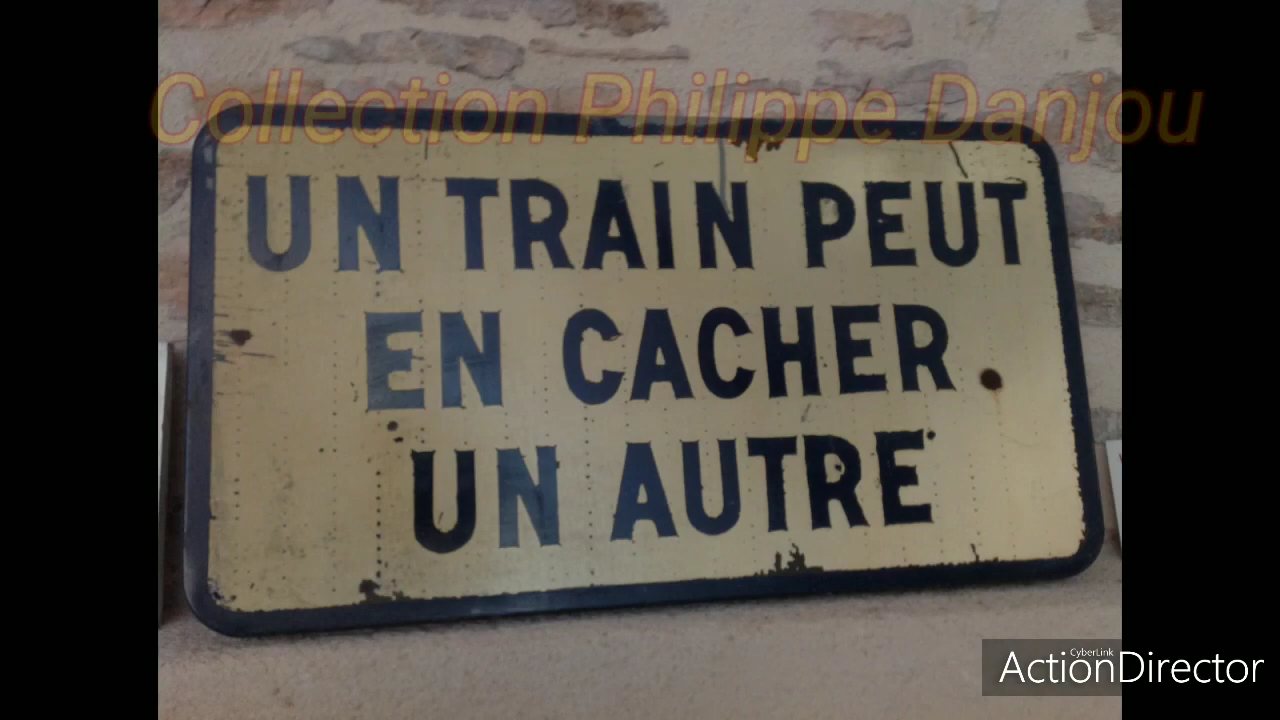 Collection Philippe Danjou
UN TRAIN PEUT
EN CACHER
UN AUTRE
CyberLink
ActionDirector